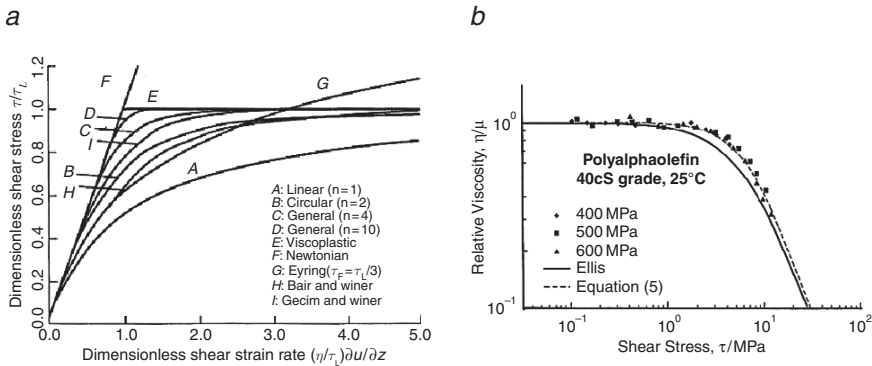 a
Dimensionless shear stress τ/τL
1.2
1.0
0.8
0.6
0.4
0.2
0.0
F
E
G
D
C
I
B
H
A
A: Linear (n=1)
B: Circular (n=2)
C: General (n=4)
D: General (n=10)
E: Viscoplastic
F: Newtonian
G: Eyring(τF=τL/3)
H: Bair and winer
I: Gecim and winer
0.0 1.0 2.0 3.0 4.0 5.0
Dimensionless shear strain rate (η/τL)∂u/∂z
b
Relative Viscosity, η/μ
10⁰
10⁻¹
Polyalphaolefin
40cS grade, 25°C
400 MPa
500 MPa
600 MPa
Ellis
Equation (5)
10⁻¹ 10⁰ 10¹ 10²
Shear Stress, τ/MPa